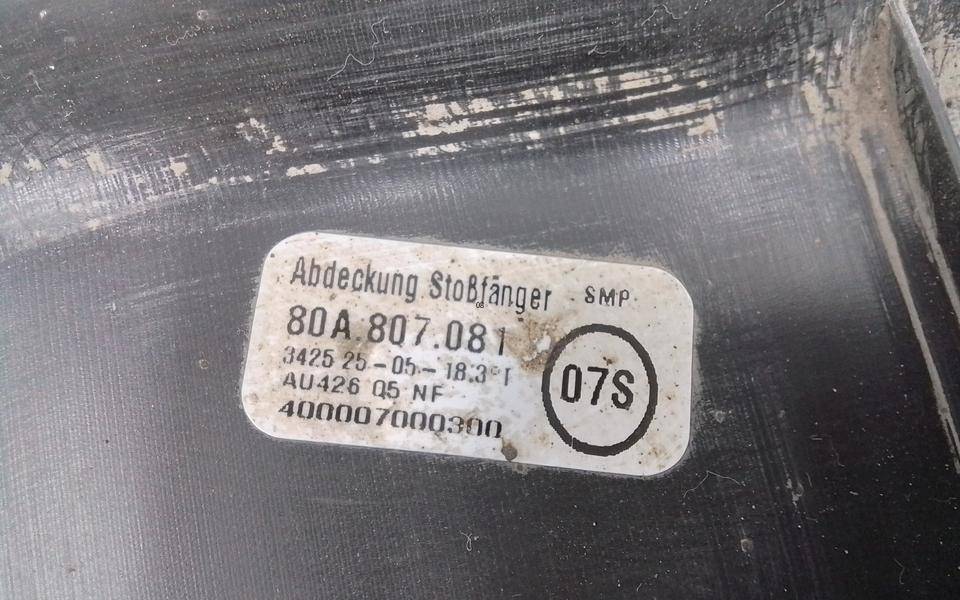 Abdeckung Stoßfänger SMP
80A.807.081
3425 25-05-18.3
AU426 Q5 NF
400007000300
07S